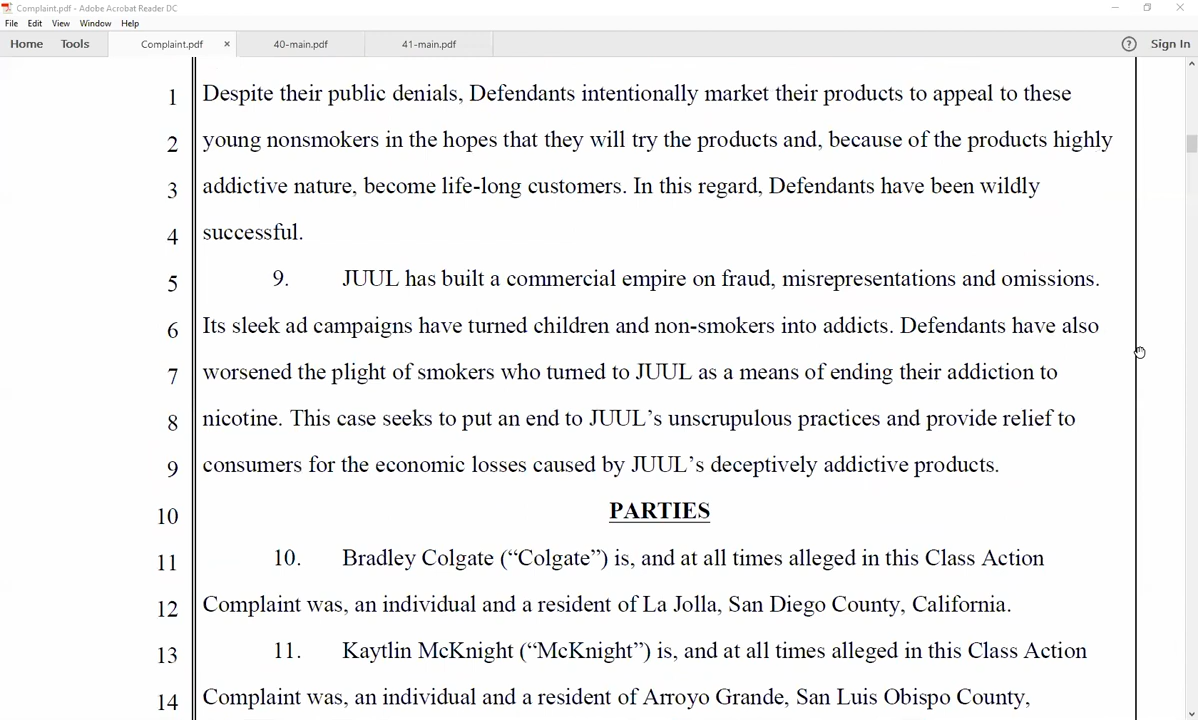 Complaint.pdf - Adobe Acrobat Reader DC
File Edit View Window Help
Home Tools Complaint.pdf × 40-main.pdf 41-main.pdf ? Sign In
1 Despite their public denials, Defendants intentionally market their products to appeal to these
2 young nonsmokers in the hopes that they will try the products and, because of the products highly
3 addictive nature, become life-long customers. In this regard, Defendants have been wildly
4 successful.
5 9. JUUL has built a commercial empire on fraud, misrepresentations and omissions.
6 Its sleek ad campaigns have turned children and non-smokers into addicts. Defendants have also
7 worsened the plight of smokers who turned to JUUL as a means of ending their addiction to
8 nicotine. This case seeks to put an end to JUUL’s unscrupulous practices and provide relief to
9 consumers for the economic losses caused by JUUL’s deceptively addictive products.
10 PARTIES
11 10. Bradley Colgate (“Colgate”) is, and at all times alleged in this Class Action
12 Complaint was, an individual and a resident of La Jolla, San Diego County, California.
13 11. Kaytlin McKnight (“McKnight”) is, and at all times alleged in this Class Action
14 Complaint was, an individual and a resident of Arroyo Grande, San Luis Obispo County,